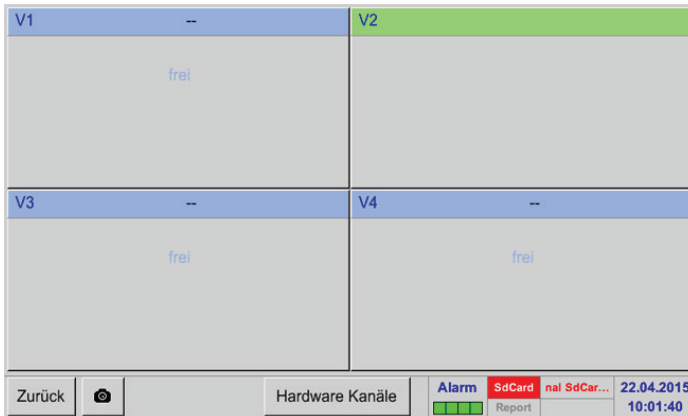 V1 --
V2
frei
V3 --
V4 --
frei
frei
Zurück
Hardware Kanäle
Alarm
SdCard
nal SdCar...
22.04.2015
Report
10:01:40